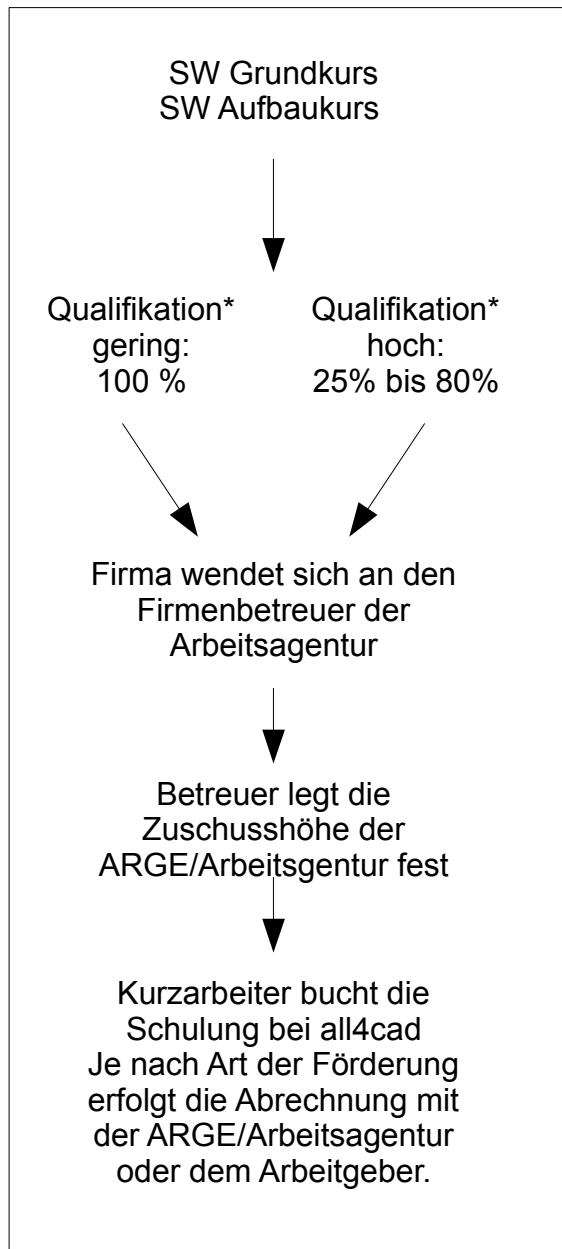 SW Grundkurs
SW Aufbaukurs
Qualifikation*
gering:
100 %
Qualifikation*
hoch:
25% bis 80%
Firma wendet sich an den
Firmenbetreuer der
Arbeitsagentur
Betreuer legt die
Zuschusshöhe der
ARGE/Arbeitsgentur fest
Kurzarbeiter bucht die
Schulung bei all4cad
Je nach Art der Förderung
erfolgt die Abrechnung mit
der ARGE/Arbeitsagentur
oder dem Arbeitgeber.